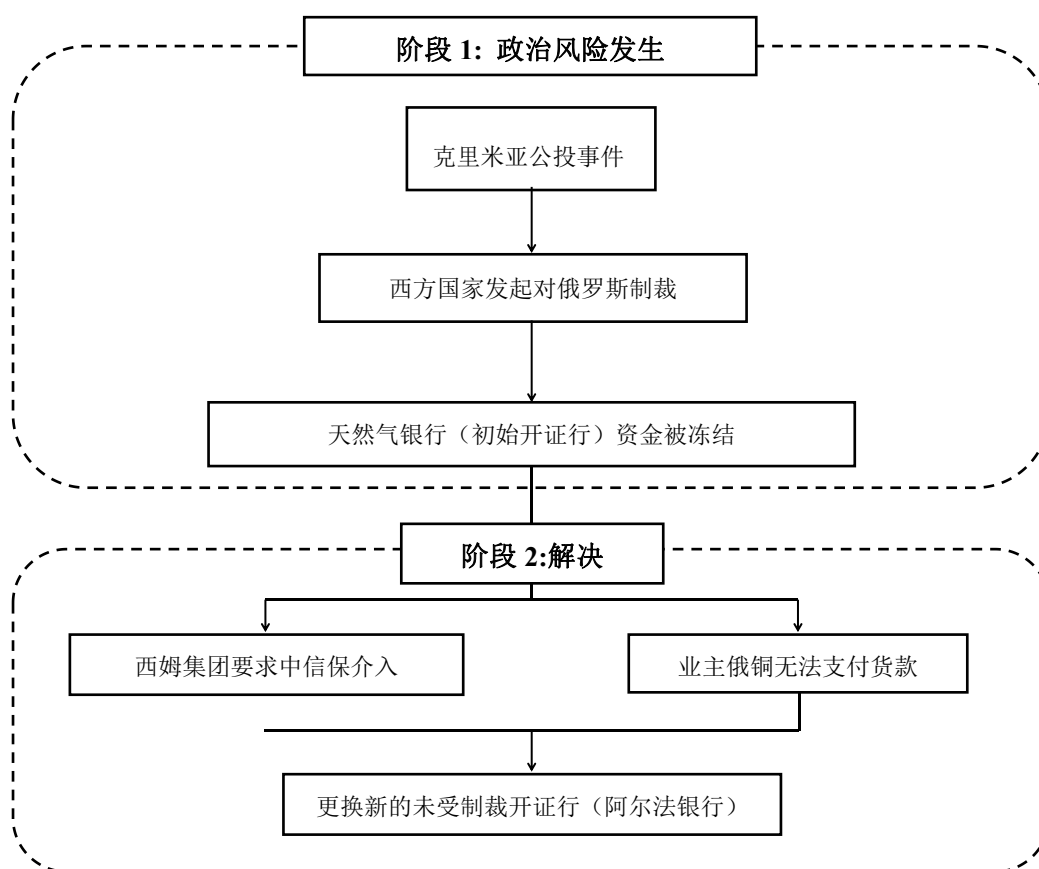 阶段 1: 政治风险发生
克里米亚公投事件
西方国家发起对俄罗斯制裁
天然气银行（初始开证行）资金被冻结
阶段 2:解决
西姆集团要求中信保介入
业主俄铜无法支付货款
更换新的未受制裁开证行（阿尔法银行）